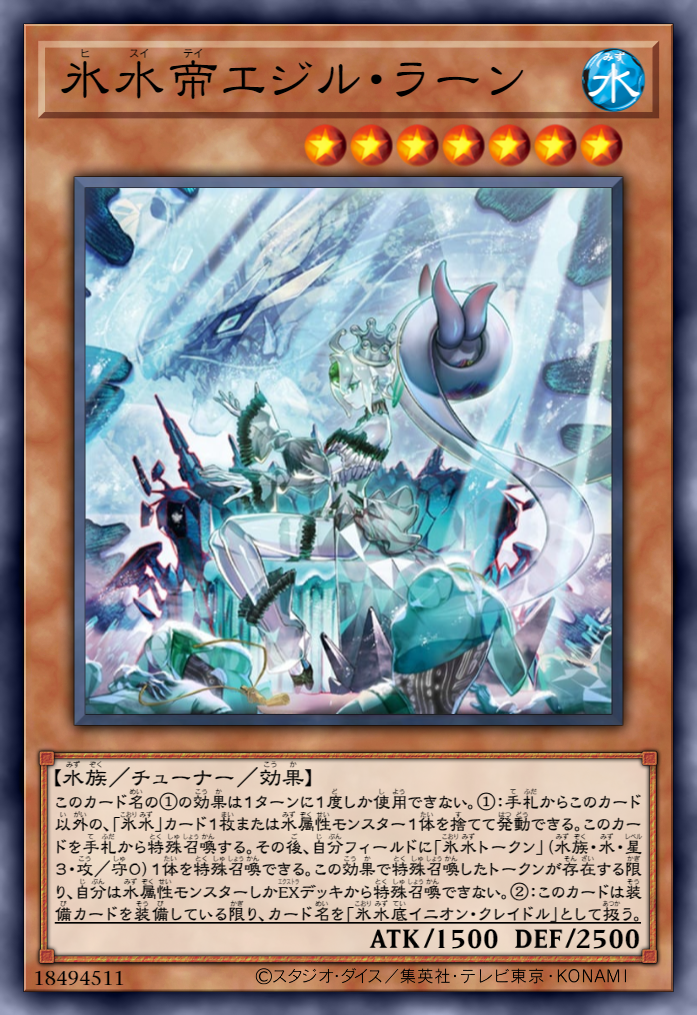 氷水帝エジル・ラーン
水
【水族／チューナー／効果】
このカード名の①の効果は1ターンに1度しか使用できない。①：手札からこのカード
以外の、「氷水」カード1枚または水属性モンスター1体を捨てて発動できる。このカー
ドを手札から特殊召喚する。その後、自分フィールドに「氷水トークン」（水族・水・星
3・攻／守0）1体を特殊召喚できる。この効果で特殊召喚したトークンが存在する限
り、自分は水属性モンスターしかEXデッキから特殊召喚できない。②：このカードは装
備カードを装備している限り、カード名を「氷水底イニオン・クレイドル」として扱う。
ATK/1500 DEF/2500
18494511 ©スタジオ・ダイス／集英社・テレビ東京・KONAMI